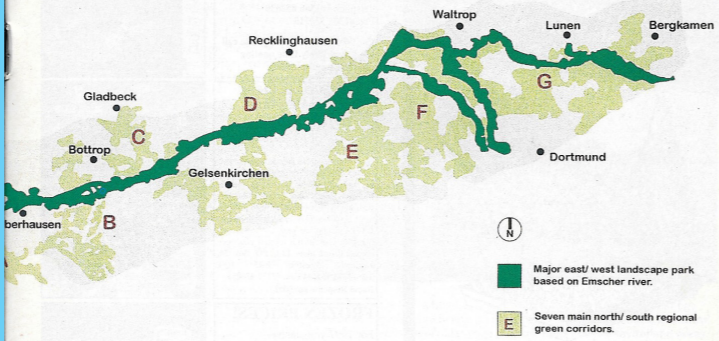 Waltrop
Lunen
Bergkamen
Recklinghausen
Gladbeck
D
G
C
F
Bottrop
E
Dortmund
Gelsenkirchen
berhausen
B
N
Major east/ west landscape park
based on Emscher river.
E
Seven main north/ south regional
green corridors.